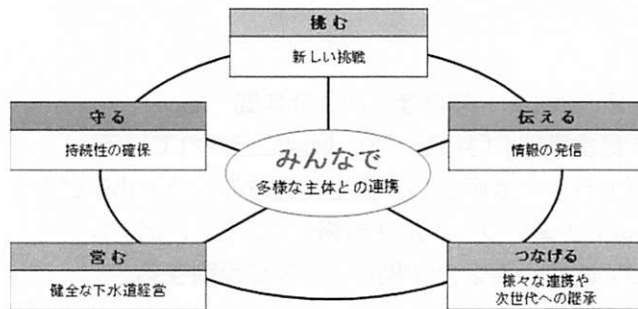 挑む
新しい挑戦
守る
持続性の確保
伝える
情報の発信
みんなで
多様な主体との連携
営む
健全な下水道経営
つなげる
様々な連携や
次世代への継承